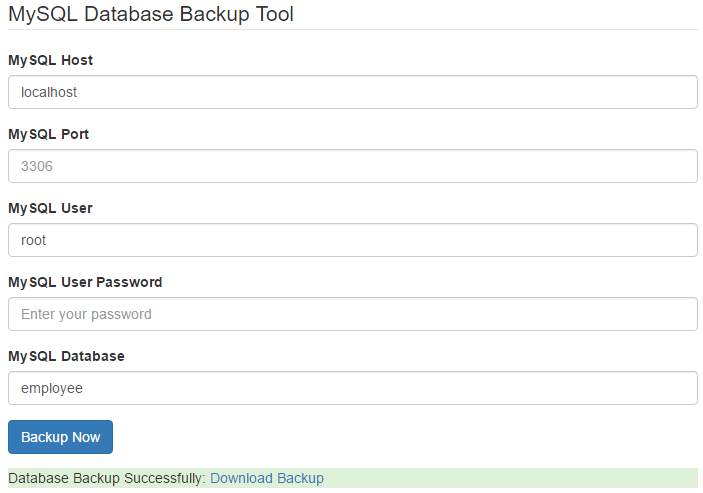 MySQL Database Backup Tool
MySQL Host
localhost
MySQL Port
3306
MySQL User
root
MySQL User Password
Enter your password
MySQL Database
employee
Backup Now
Database Backup Successfully: Download Backup